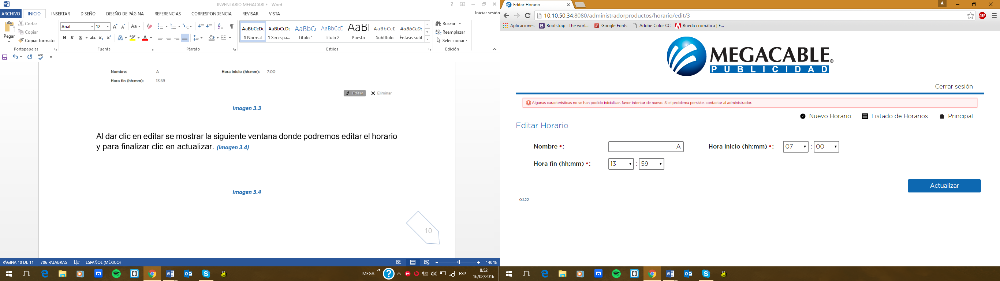 INVENTARIO MEGACABLE - Word
ARCHIVO INICIO INSERTAR DISEÑO DISEÑO DE PÁGINA REFERENCIAS CORRESPONDENCIA REVISAR VISTA Iniciar sesión
Pegar
Cortar
Copiar
Copiar formato
Portapapeles
Arial 12
Aa
N K S abc x₂ x²
Fuente
Párrafo
AaBbCcDc AaBbCcDc AaBbCc AaBbCcD AaB AaBbCcD AaBbCcDc
¶ Normal ¶ Sin espa... Título 1 Título 2 Puesto Subtítulo Énfasis sutil
Estilos
Buscar
Reemplazar
Seleccionar
Edición
Nombre: A Hora inicio (hh:mm): 7:00
Hora fin (hh:mm): 13:59
Editar Eliminar
Imagen 3.3
Al dar clic en editar se mostrar la siguiente ventana donde podremos editar el horario
y para finalizar clic en actualizar. (Imagen 3.4)
Imagen 3.4
10
PÁGINA 10 DE 11 706 PALABRAS ESPAÑOL (MÉXICO) 140 %
MEGA » ESP 8:52
16/02/2016
Editar Horario
10.10.50.34:8080/administradorproductos/horario/edit/3
ABP
Aplicaciones Bootstrap · The worl... Google Fonts Adobe Color CC Rueda cromática | E...
MEGACABLE®
PUBLICIDAD
Cerrar sesión
Algunas características no se han podido inicializar, favor intentar de nuevo. Si el problema persiste, contactar al administrador.
Nuevo Horario Listado de Horarios Principal
Editar Horario
Nombre *: A Hora inicio (hh:mm) *: 07 : 00
Hora fin (hh:mm) *: 13 : 59
Actualizar
0.1.22